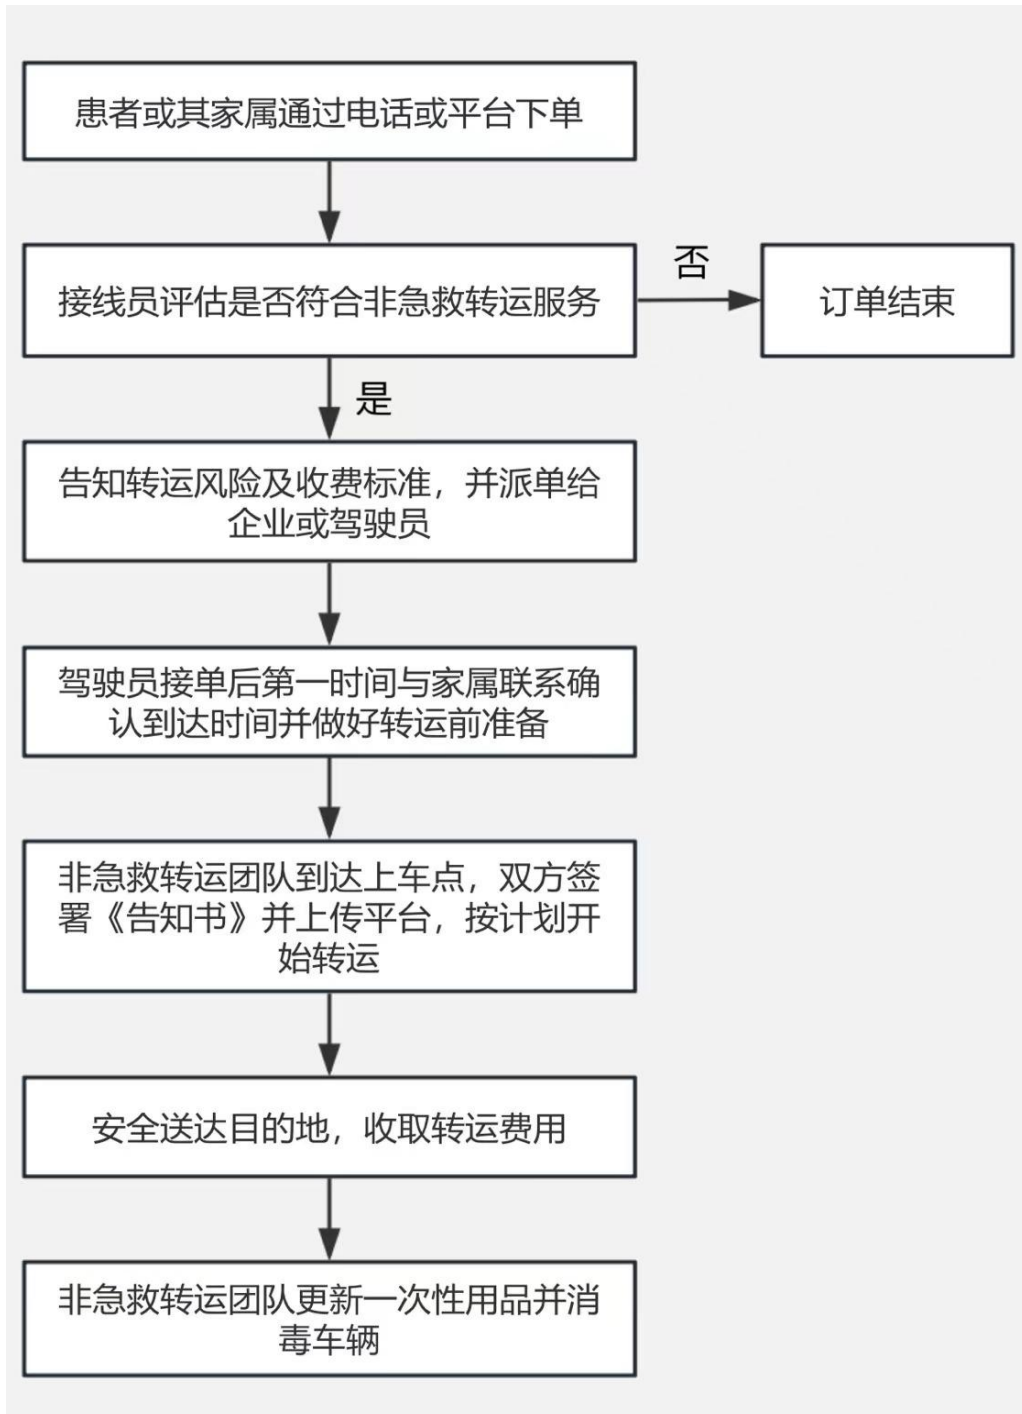 患者或其家属通过电话或平台下单
否
接线员评估是否符合非急救转运服务
订单结束
是
告知转运风险及收费标准，并派单给
企业或驾驶员
驾驶员接单后第一时间与家属联系确
认到达时间并做好转运前准备
非急救转运团队到达上车点，双方签
署《告知书》并上传平台，按计划开
始转运
安全送达目的地，收取转运费用
非急救转运团队更新一次性用品并消
毒车辆